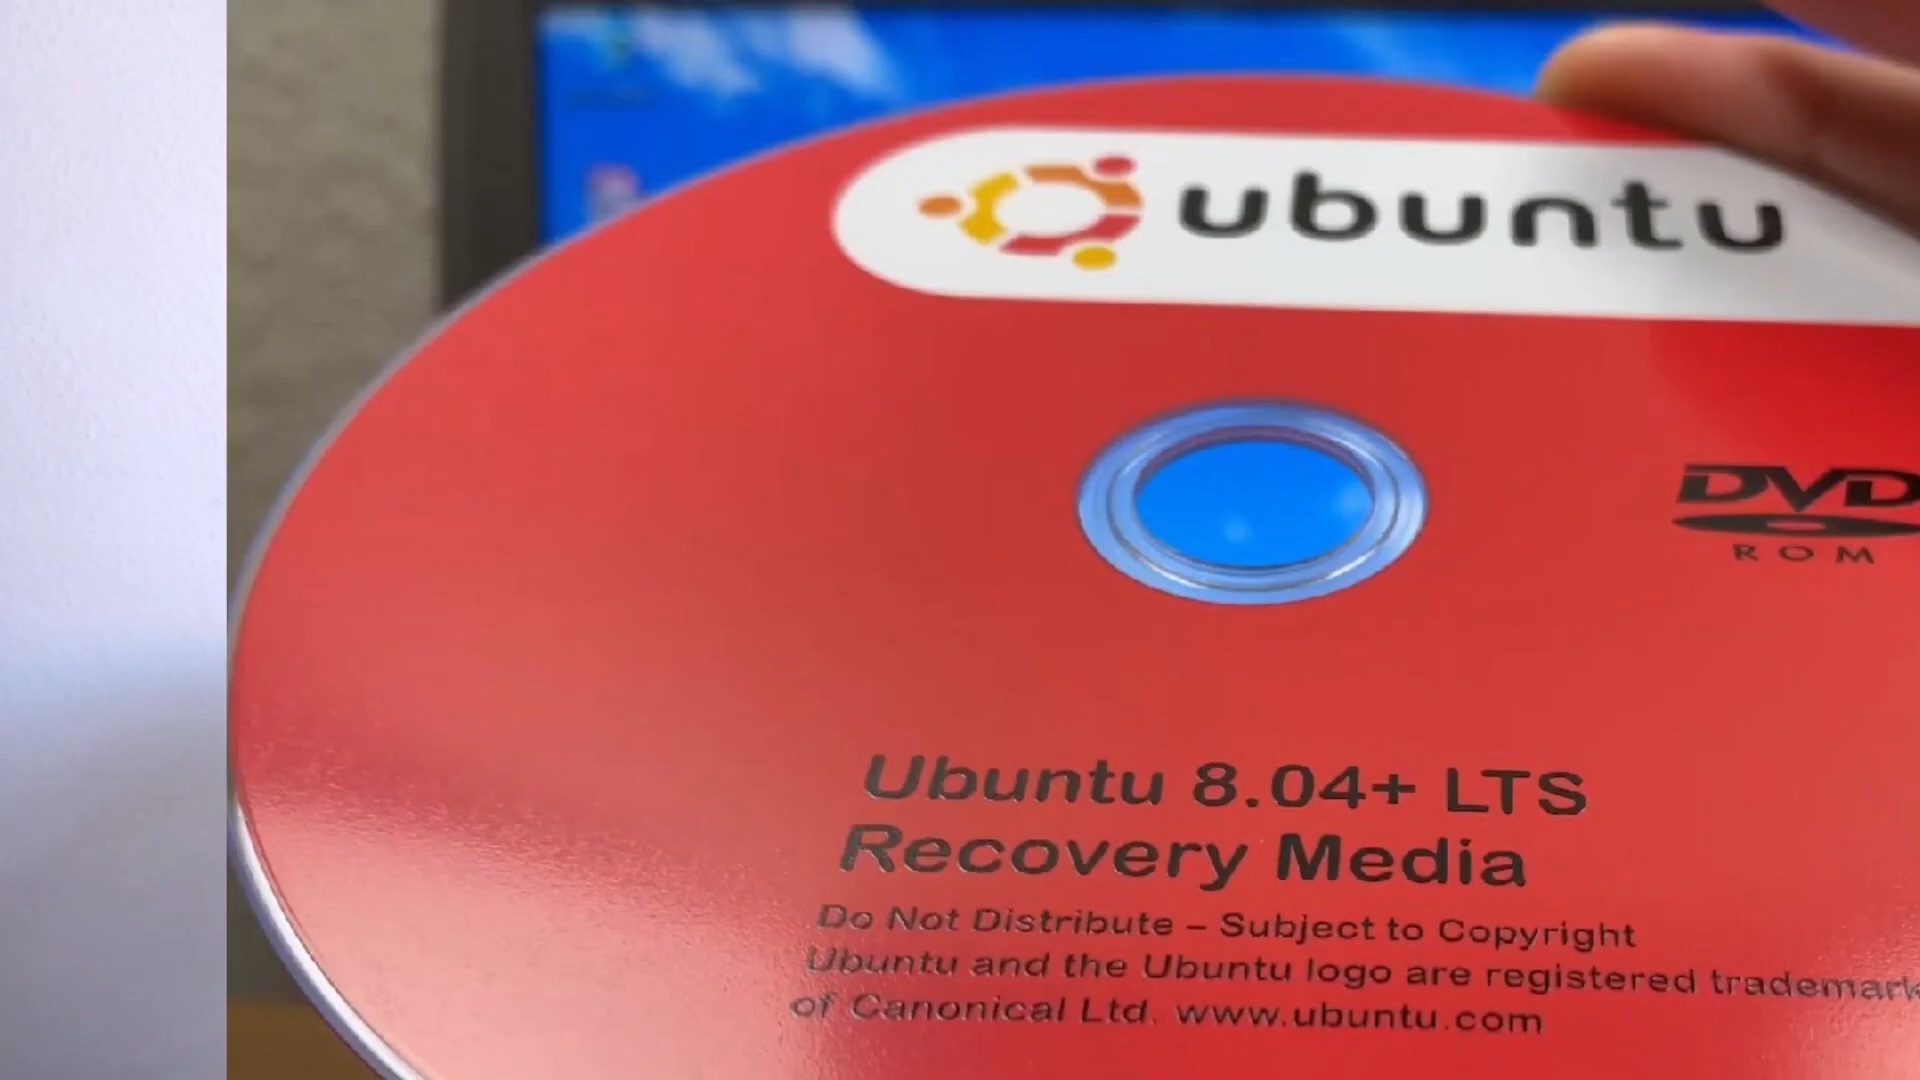 ubuntu
DVD
ROM
Ubuntu 8.04+ LTS
Recovery Media
Do Not Distribute – Subject to Copyright
Ubuntu and the Ubuntu logo are registered trademark
of Canonical Ltd. www.ubuntu.com